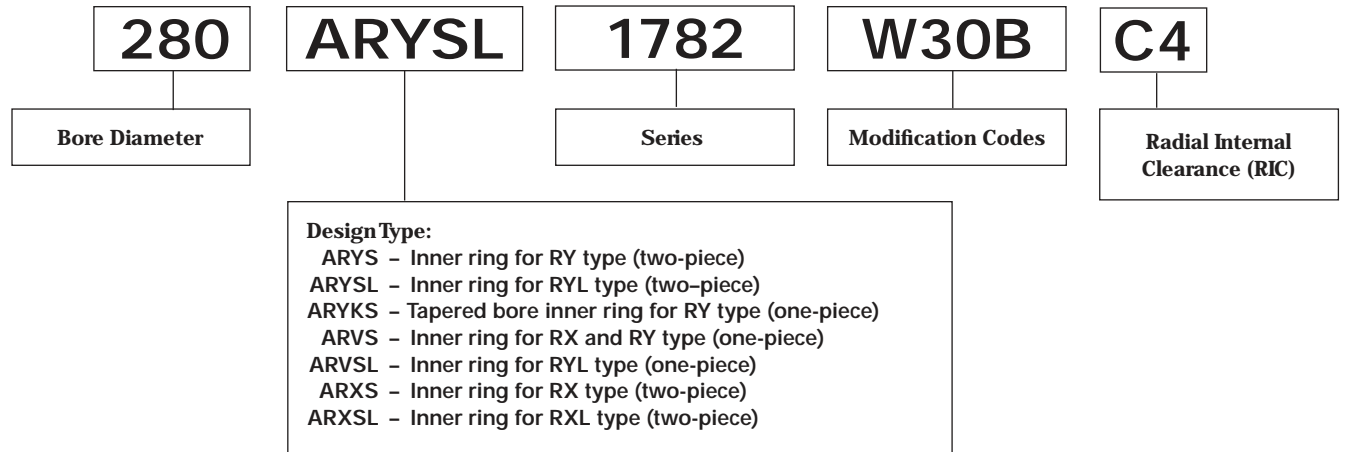 280 ARYSL 1782 W30B C4
Bore Diameter Series Modification Codes Radial Internal
Clearance (RIC)
Design Type:
ARYS – Inner ring for RY type (two-piece)
ARYSL – Inner ring for RYL type (two–piece)
ARYKS – Tapered bore inner ring for RY type (one-piece)
ARVS – Inner ring for RX and RY type (one-piece)
ARVSL – Inner ring for RYL type (one-piece)
ARXS – Inner ring for RX type (two-piece)
ARXSL – Inner ring for RXL type (two-piece)